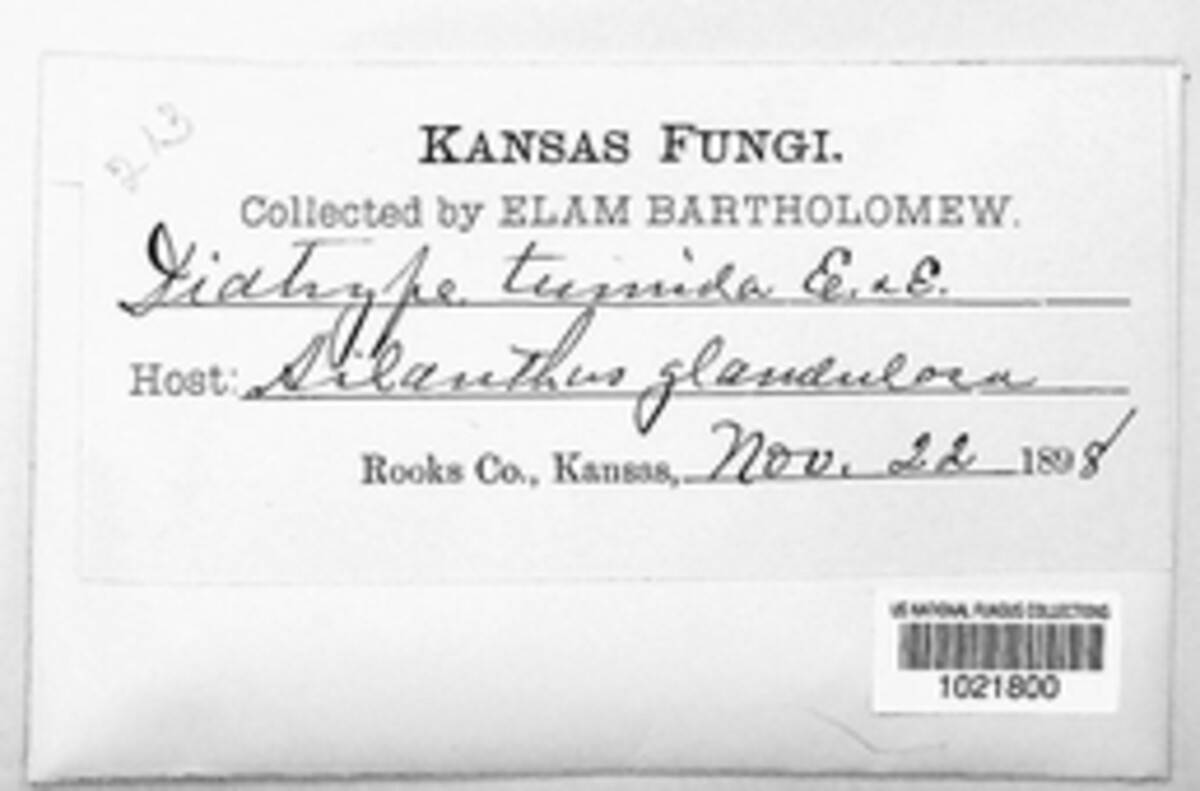 213
KANSAS FUNGI.
Collected by ELAM BARTHOLOMEW.
Diathype tumida E. & E.
Host: Ailanthus glandulosa
Rooks Co., Kansas, Nov. 22 1898
US NATIONAL FUNGUS COLLECTIONS
1021800